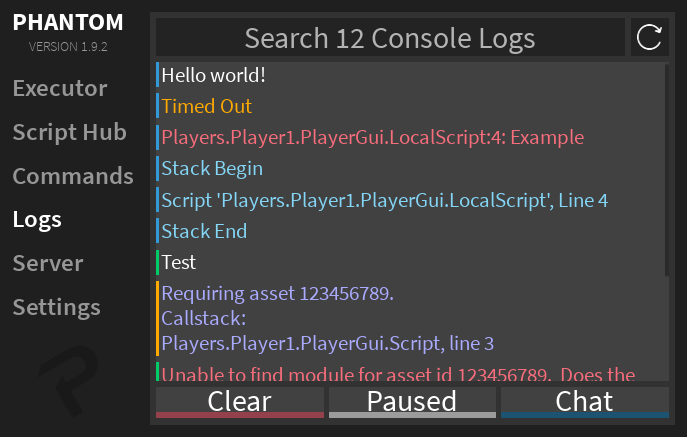 PHANTOM
VERSION 1.9.2
Executor
Script Hub
Commands
Logs
Server
Settings
Search 12 Console Logs
Hello world!
Timed Out
Players.Player1.PlayerGui.LocalScript:4: Example
Stack Begin
Script 'Players.Player1.PlayerGui.LocalScript', Line 4
Stack End
Test
Requiring asset 123456789.
Callstack:
Players.Player1.PlayerGui.Script, line 3
Unable to find module for asset id 123456789. Does the
Clear
Paused
Chat